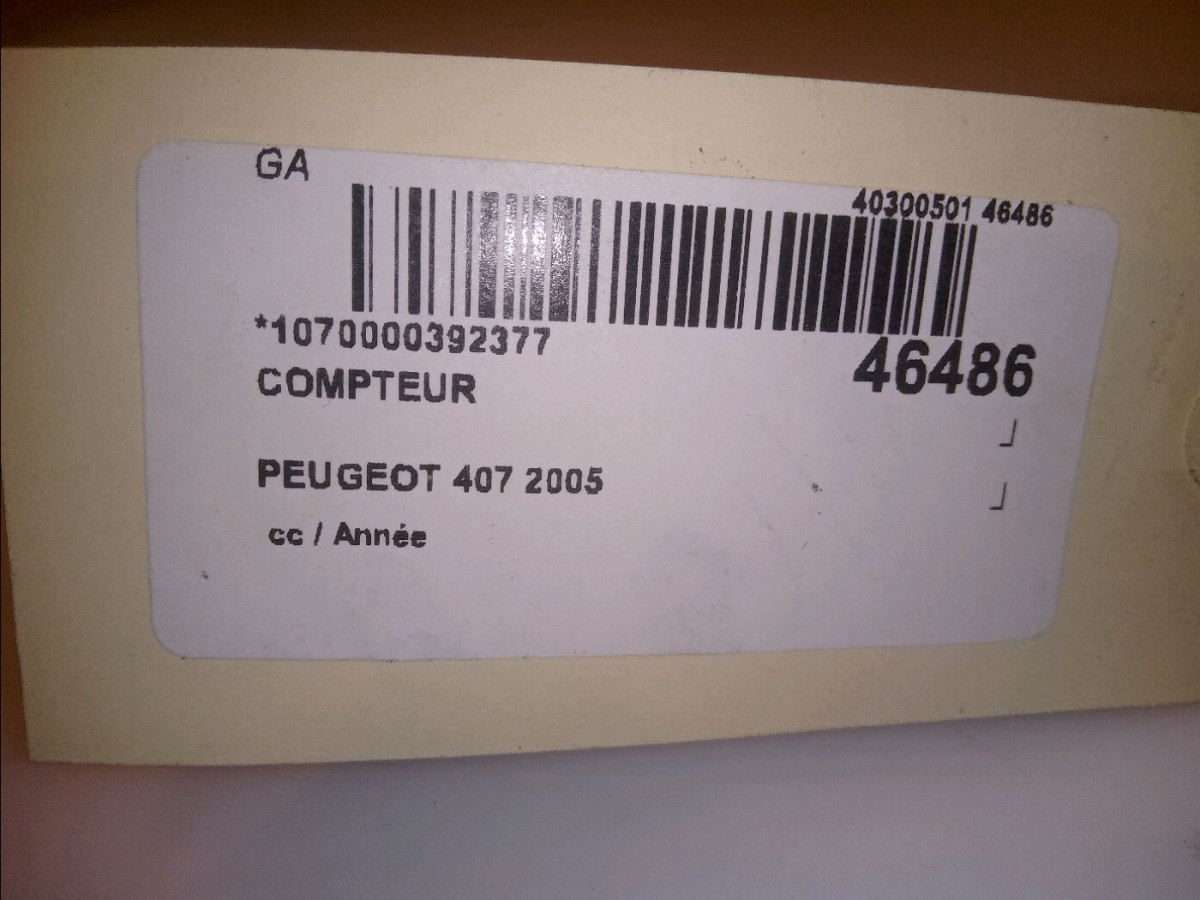 GA
40300501 46486
*1070000392377
46486
COMPTEUR
PEUGEOT 407 2005
cc / Année